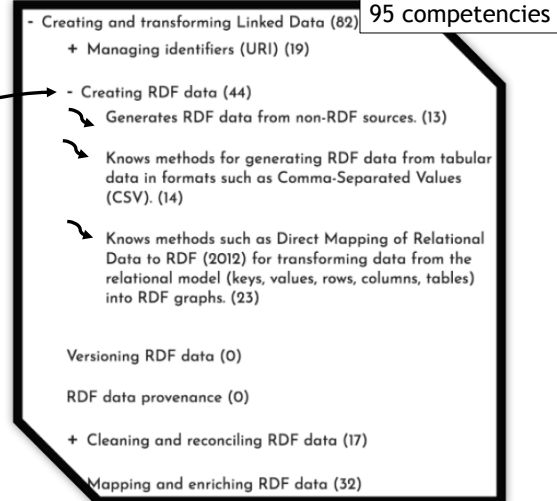 95 competencies
- Creating and transforming Linked Data (82)
+ Managing identifiers (URI) (19)
- Creating RDF data (44)
Generates RDF data from non-RDF sources. (13)
Knows methods for generating RDF data from tabular
data in formats such as Comma-Separated Values
(CSV). (14)
Knows methods such as Direct Mapping of Relational
Data to RDF (2012) for transforming data from the
relational model (keys, values, rows, columns, tables)
into RDF graphs. (23)
Versioning RDF data (0)
RDF data provenance (0)
+ Cleaning and reconciling RDF data (17)
Mapping and enriching RDF data (32)